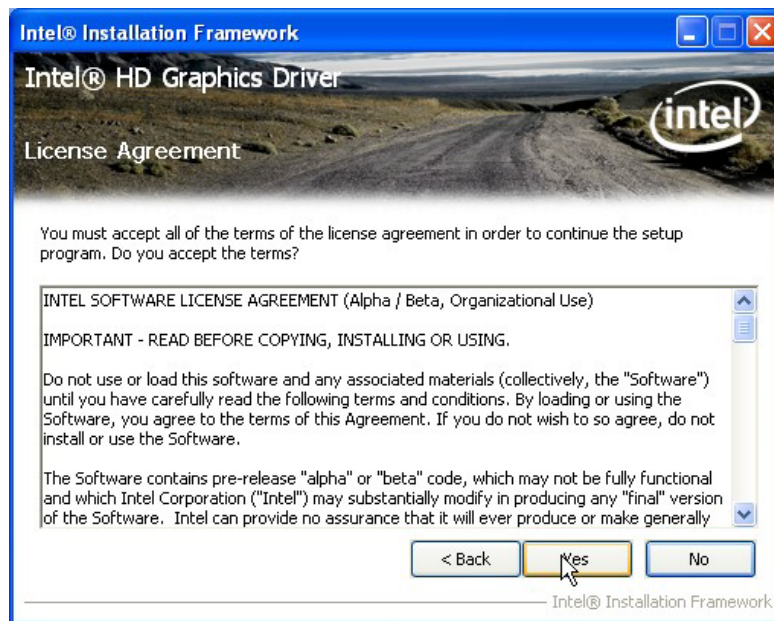 Intel® Installation Framework
Intel® HD Graphics Driver
intel
License Agreement
You must accept all of the terms of the license agreement in order to continue the setup
program. Do you accept the terms?
INTEL SOFTWARE LICENSE AGREEMENT (Alpha / Beta, Organizational Use)
IMPORTANT - READ BEFORE COPYING, INSTALLING OR USING.
Do not use or load this software and any associated materials (collectively, the "Software")
until you have carefully read the following terms and conditions. By loading or using the
Software, you agree to the terms of this Agreement. If you do not wish to so agree, do not
install or use the Software.
The Software contains pre-release "alpha" or "beta" code, which may not be fully functional
and which Intel Corporation ("Intel") may substantially modify in producing any "final" version
of the Software.  Intel can provide no assurance that it will ever produce or make generally
< Back Yes No
Intel® Installation Framework